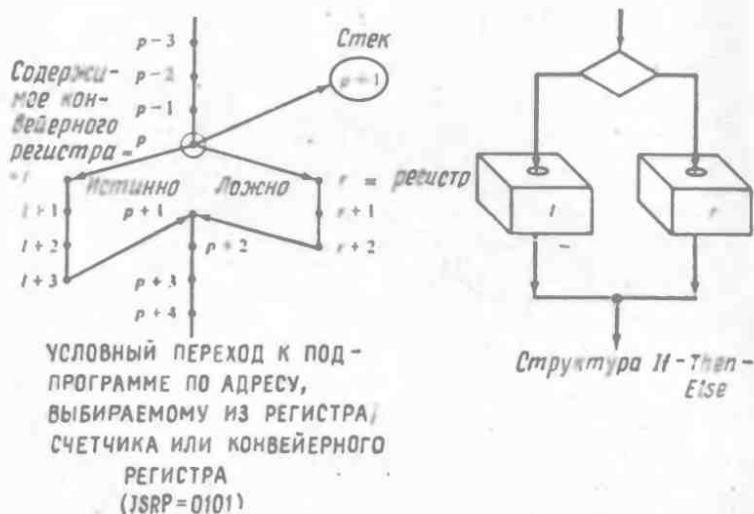 p−3
Стек
Содержи-
p−2
p+1
мое кон-
p−1
вейерного
p
регистра =
Истинно
Ложно
r = регистр
l+1
p+1
r+1
l
r
l+2
p+2
r+2
l+3
p+3
p+4
УСЛОВНЫЙ ПЕРЕХОД К ПОД-
ПРОГРАММЕ ПО АДРЕСУ,
ВЫБИРАЕМОМУ ИЗ РЕГИСТРА,
СЧЕТЧИКА ИЛИ КОНВЕЙЕРНОГО
РЕГИСТРА
(JSRP=0101)
Структура If-Then-
Else